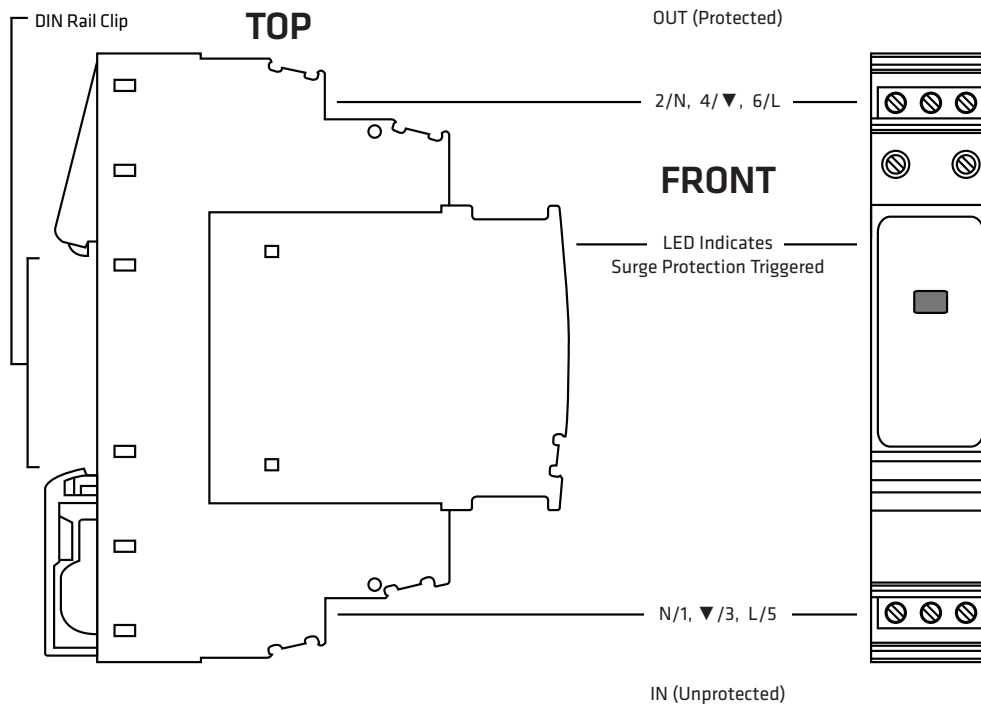 DIN Rail Clip
TOP
OUT (Protected)
2/N, 4/▼, 6/L
FRONT
LED Indicates
Surge Protection Triggered
N/1, ▼/3, L/5
IN (Unprotected)